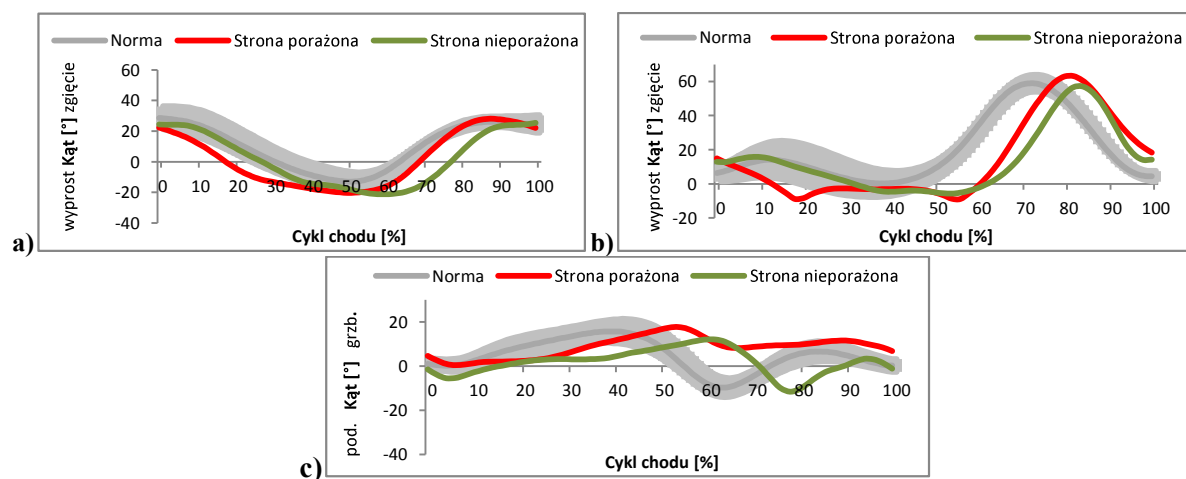 Norma Strona porażona Strona nieporażona
60
40
20
0
-20
-40
0 10 20 30 40 50 60 70 80 90 100
wyprost Kąt [°] zgięcie
Cykl chodu [%]
a)
Norma Strona porażona Strona nieporażona
60
40
20
0
-20
0 10 20 30 40 50 60 70 80 90 100
wyprost Kąt [°] zgięcie
Cykl chodu [%]
b)
Norma Strona porażona Strona nieporażona
20
0
-20
-40
0 10 20 30 40 50 60 70 80 90 100
pod. Kąt [°] grzb.
Cykl chodu [%]
c)